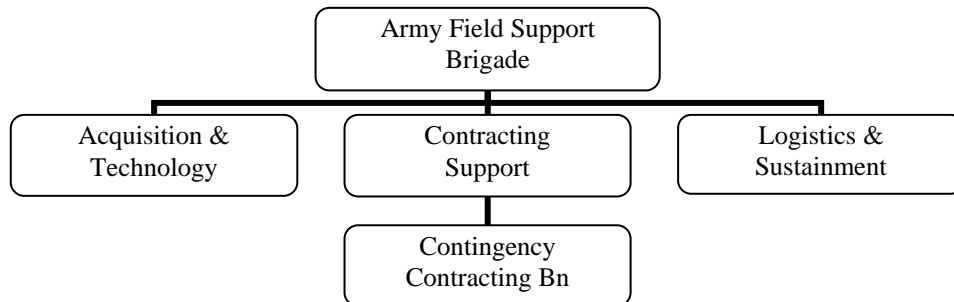 Army Field Support
Brigade
Acquisition &
Technology
Contracting
Support
Logistics &
Sustainment
Contingency
Contracting Bn